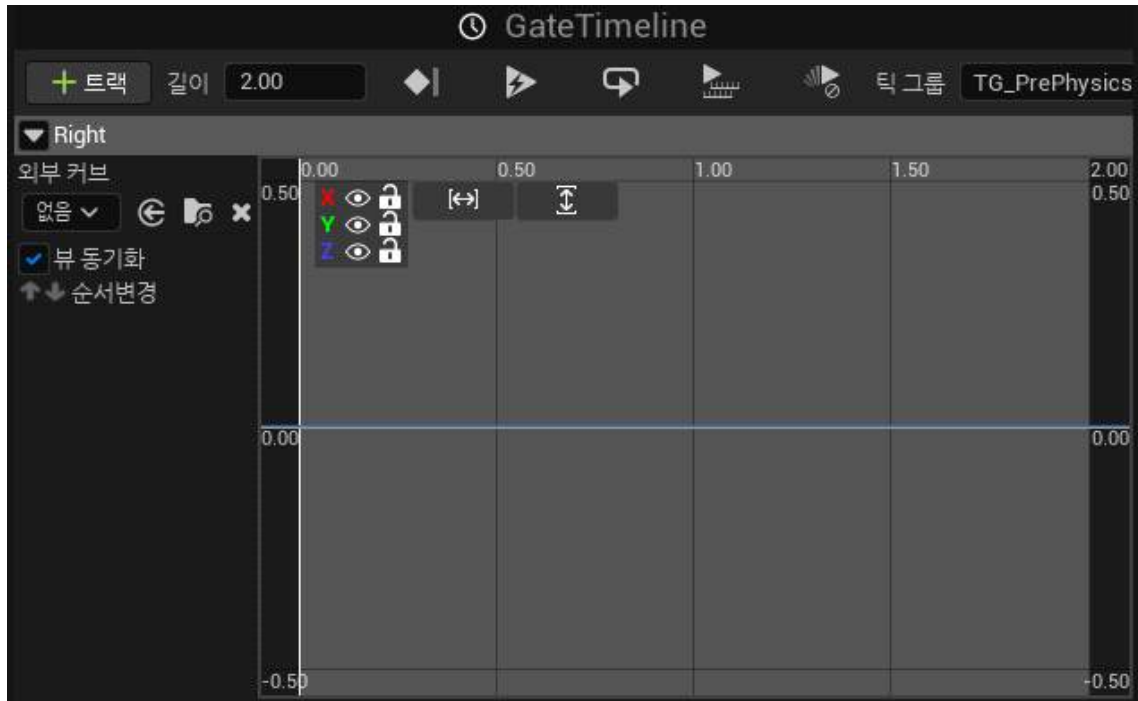 GateTimeline
트랙 길이 2.00 틱 그룹 TG_PrePhysics
Right
외부 커브
없음
뷰 동기화
순서변경
0.00 0.50 1.00 1.50 2.00
0.50 0.50
X
Y
Z
0.00 0.00
-0.50 -0.50